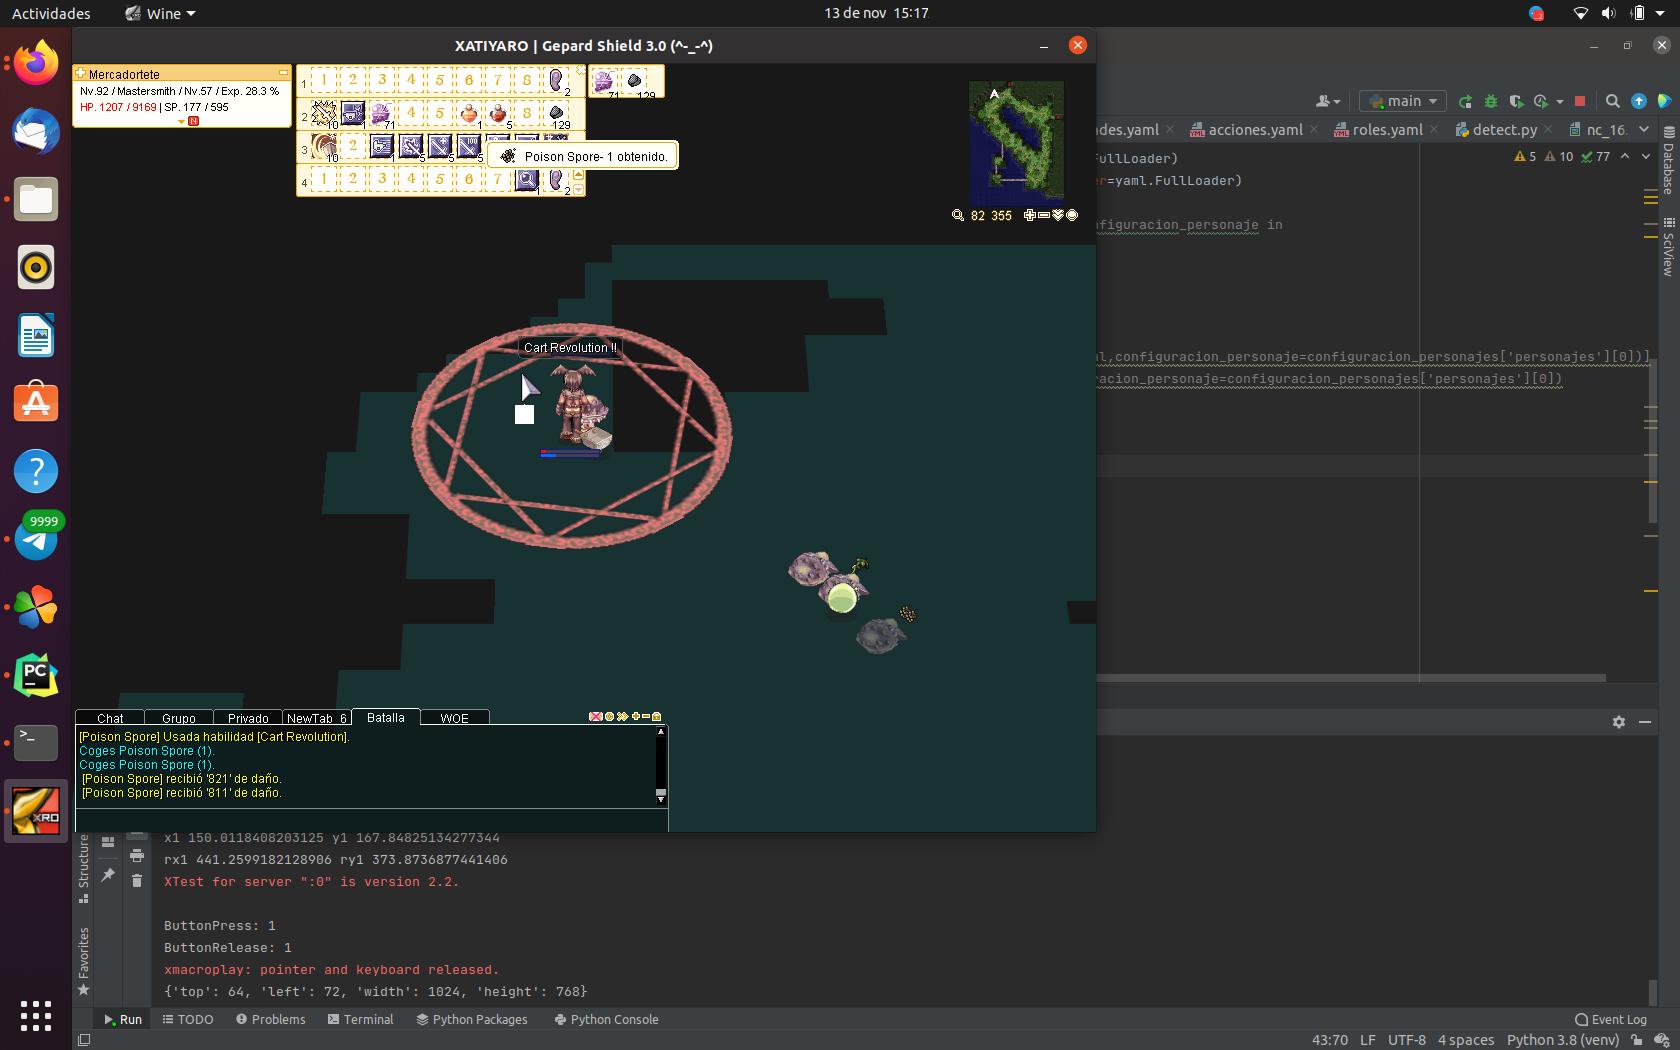 Actividades
Wine
13 de nov 15:17
XATIYARO | Gepard Shield 3.0 (^-_-^)
Mercadortete
Nv.92 / Mastersmith / Nv.57 / Exp. 28.3 %
HP. 1207 / 9169 | SP. 177 / 595
N
1 1 2 3 4 5 6 7 8 2
71 129
2 10 71 4 5 1 5 8 129
3 10 2 1 5 5 5
Poison Spore- 1 obtenido.
4 1 2 3 4 5 6 7 1 2
82 355
main
des.yaml
acciones.yaml
roles.yaml
detect.py
nc_16.
FullLoader)
5 10 77
r=yaml.FullLoader)
figuracion_personaje in
l,configuracion_personaje=configuracion_personajes['personajes'][0])]
acion_personaje=configuracion_personajes['personajes'][0])
Database
SciView
Cart Revolution !!
9999
PC
XRO
Chat Grupo Privado NewTab 6 Batalla WOE
[Poison Spore] Usada habilidad [Cart Revolution].
Coges Poison Spore (1).
Coges Poison Spore (1).
[Poison Spore] recibió '821' de daño.
[Poison Spore] recibió '811' de daño.
Structure
Favorites
x1 150.0118408203125 y1 167.84825134277344
rx1 441.2599182128906 ry1 373.8736877441406
XTest for server ":0" is version 2.2.
ButtonPress: 1
ButtonRelease: 1
xmacroplay: pointer and keyboard released.
{'top': 64, 'left': 72, 'width': 1024, 'height': 768}
Run TODO Problems Terminal Python Packages Python Console
Event Log
43:70 LF UTF-8 4 spaces Python 3.8 (venv)